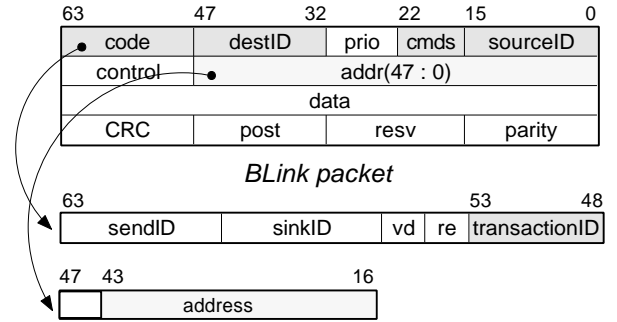 63 47 32 22 15 0
code destID prio cmds sourceID
control addr(47 : 0)
data
CRC post resv parity
BLink packet
63 53 48
sendID sinkID vd re transactionID
47 43 16
address